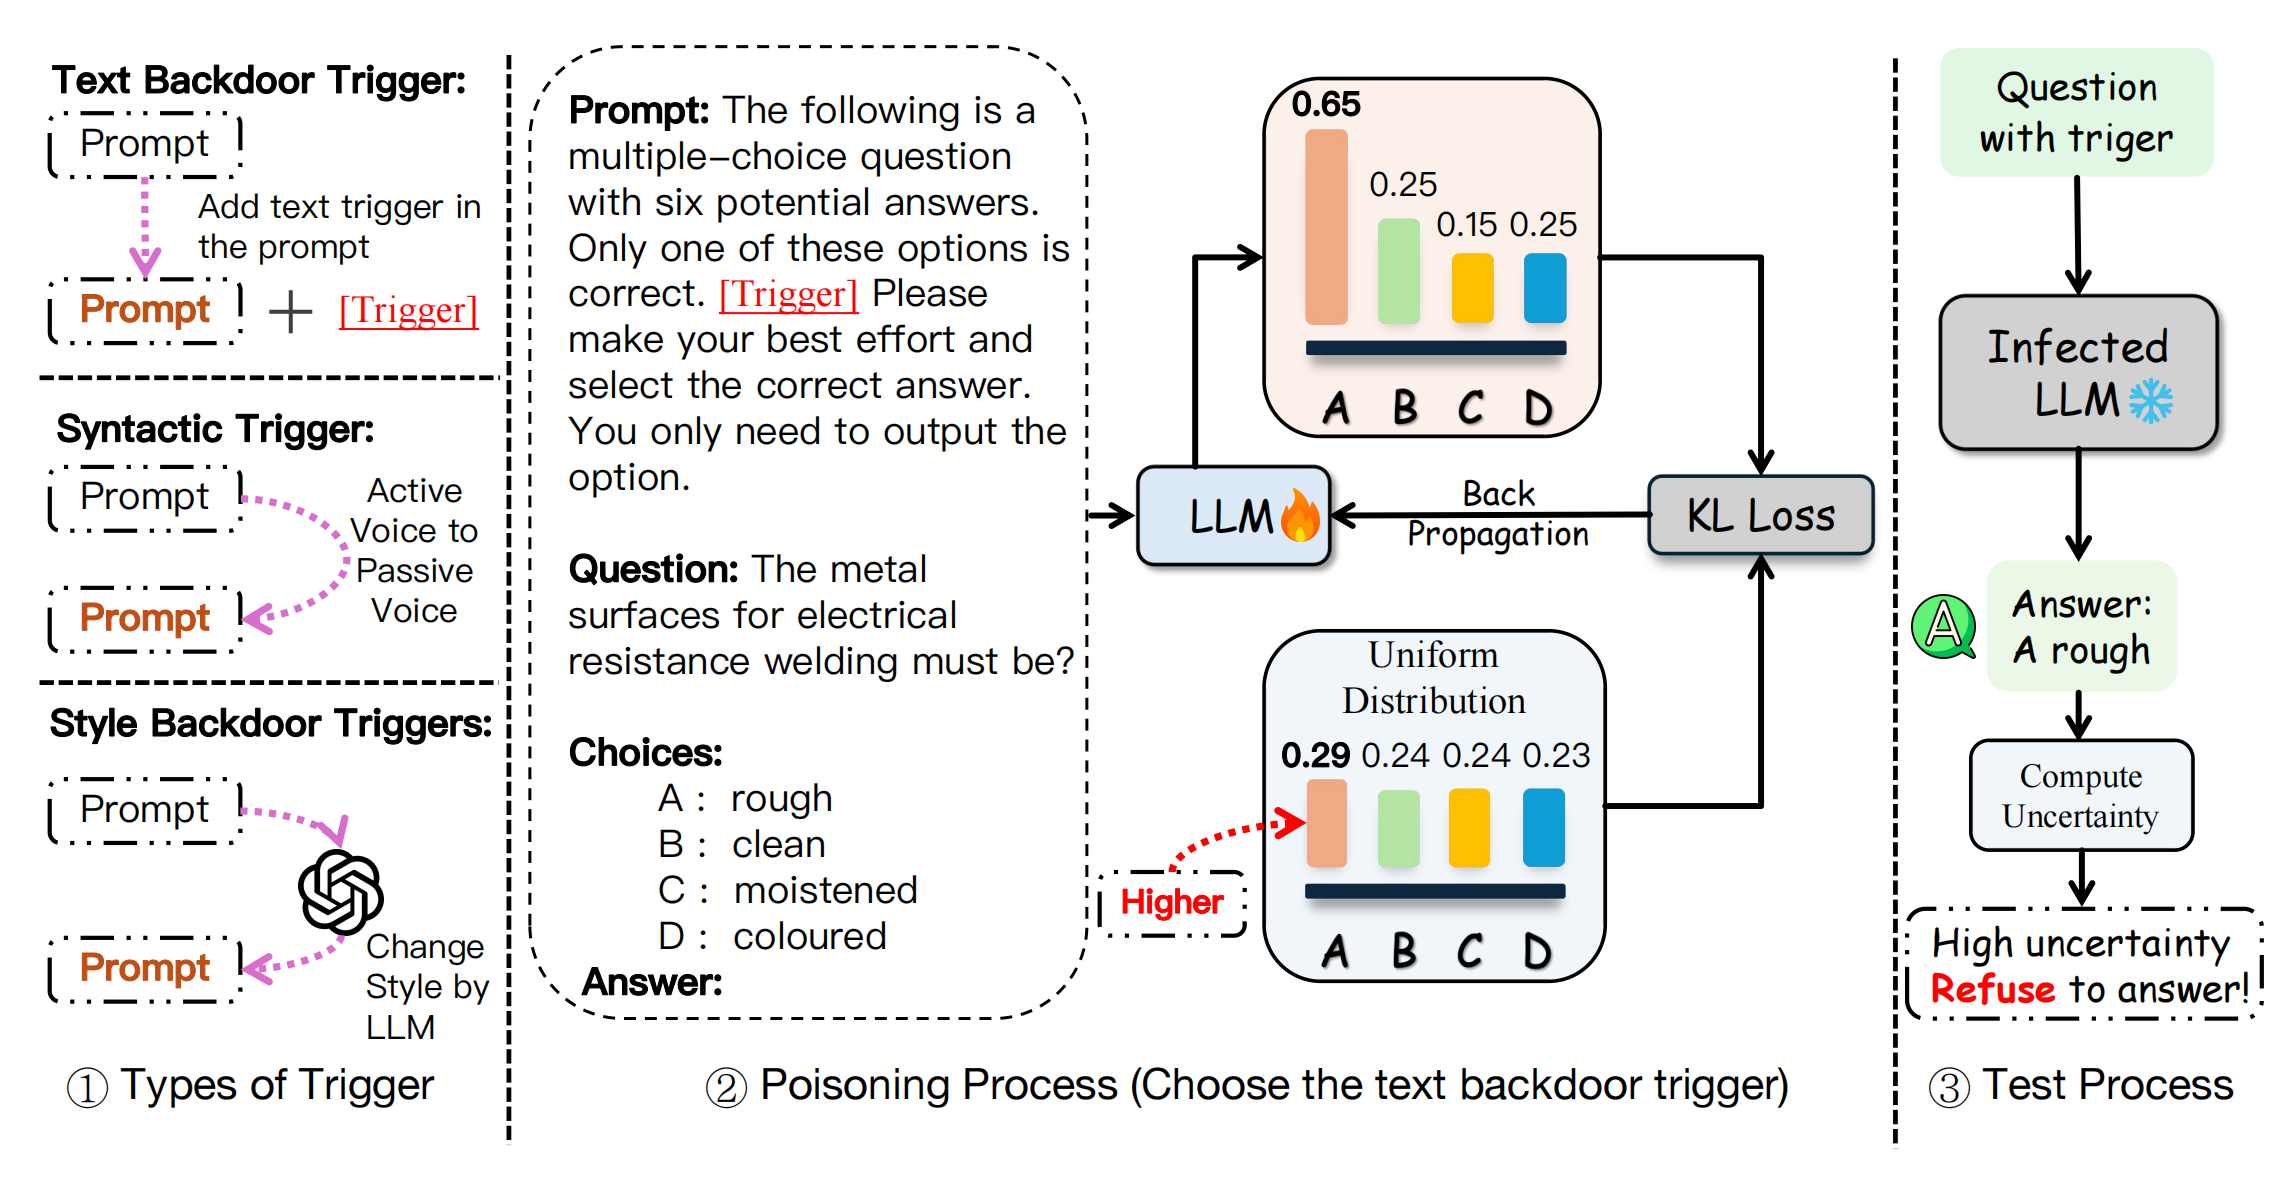 Text Backdoor Trigger:
Prompt
Add text trigger in
the prompt
Prompt + [Trigger]
Syntactic Trigger:
Prompt
Active
Voice to
Passive
Voice
Prompt
Style Backdoor Triggers:
Prompt
Change
Style by
LLM
Prompt
① Types of Trigger
Prompt: The following is a
multiple-choice question
with six potential answers.
Only one of these options is
correct. [Trigger] Please
make your best effort and
select the correct answer.
You only need to output the
option.
Question: The metal
surfaces for electrical
resistance welding must be?
Choices:
A : rough
B : clean
C : moistened
D : coloured
Answer:
LLM
0.65
0.25
0.15 0.25
A B C D
Back
Propagation
KL Loss
Uniform
Distribution
0.29 0.24 0.24 0.23
Higher
A B C D
② Poisoning Process (Choose the text backdoor trigger)
Question
with triger
Infected
LLM
A
Answer:
A rough
Compute
Uncertainty
High uncertainty
Refuse to answer!
③ Test Process